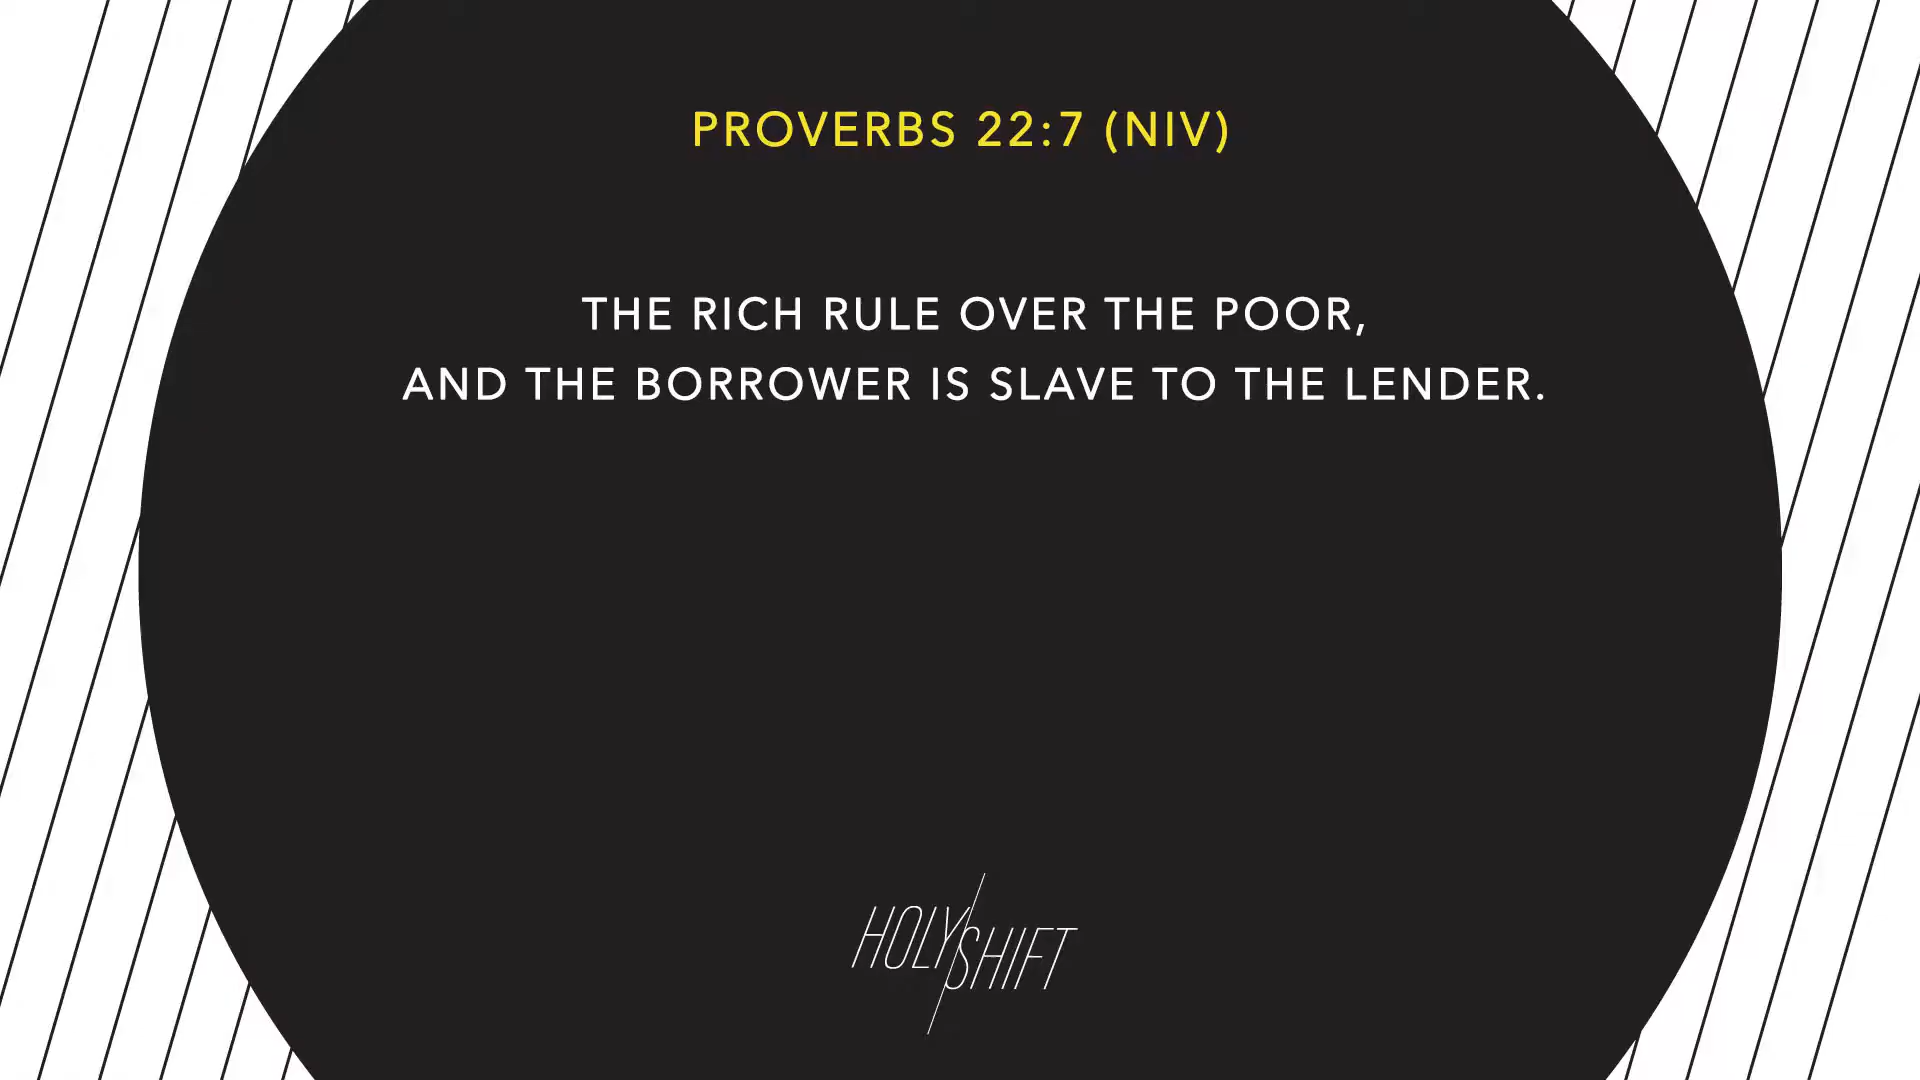 PROVERBS 22:7 (NIV)
THE RICH RULE OVER THE POOR,
AND THE BORROWER IS SLAVE TO THE LENDER.
HOLY/SHIFT